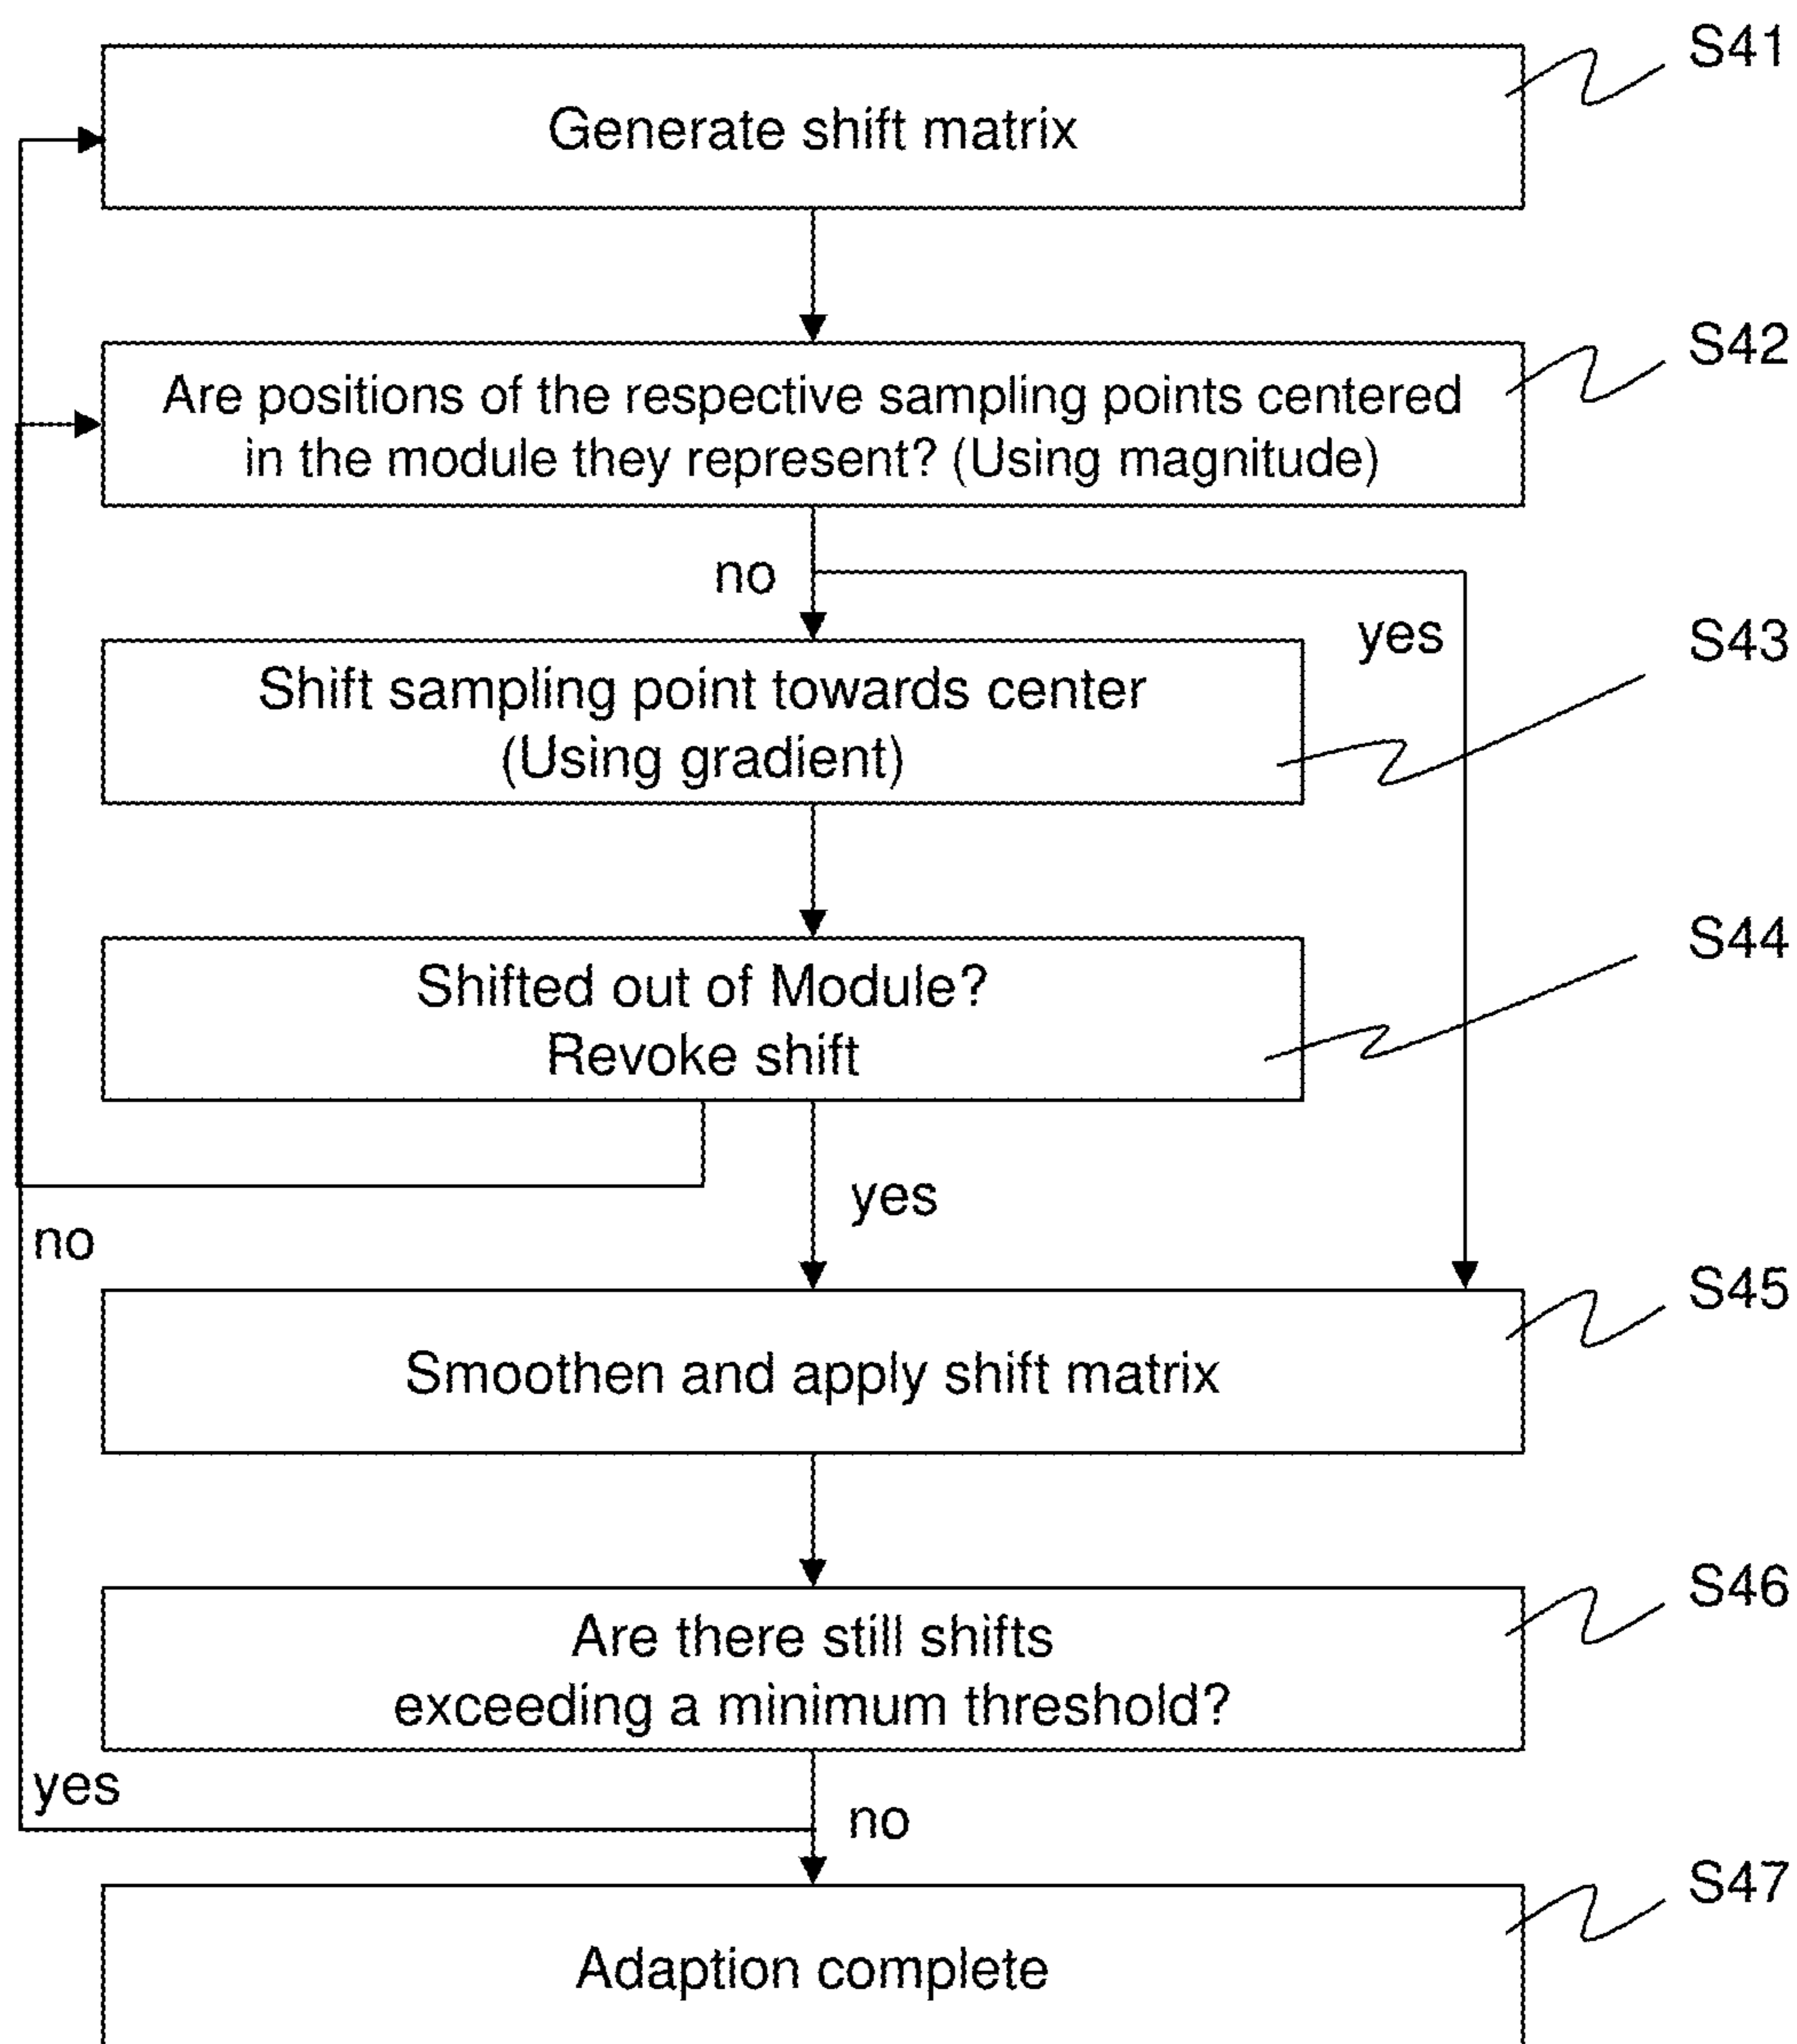 S41
Generate shift matrix
S42
Are positions of the respective sampling points centered
in the module they represent? (Using magnitude)
no
yes
S43
Shift sampling point towards center
(Using gradient)
S44
Shifted out of Module?
Revoke shift
yes
no
S45
Smoothen and apply shift matrix
S46
Are there still shifts
exceeding a minimum threshold?
yes
no
S47
Adaption complete